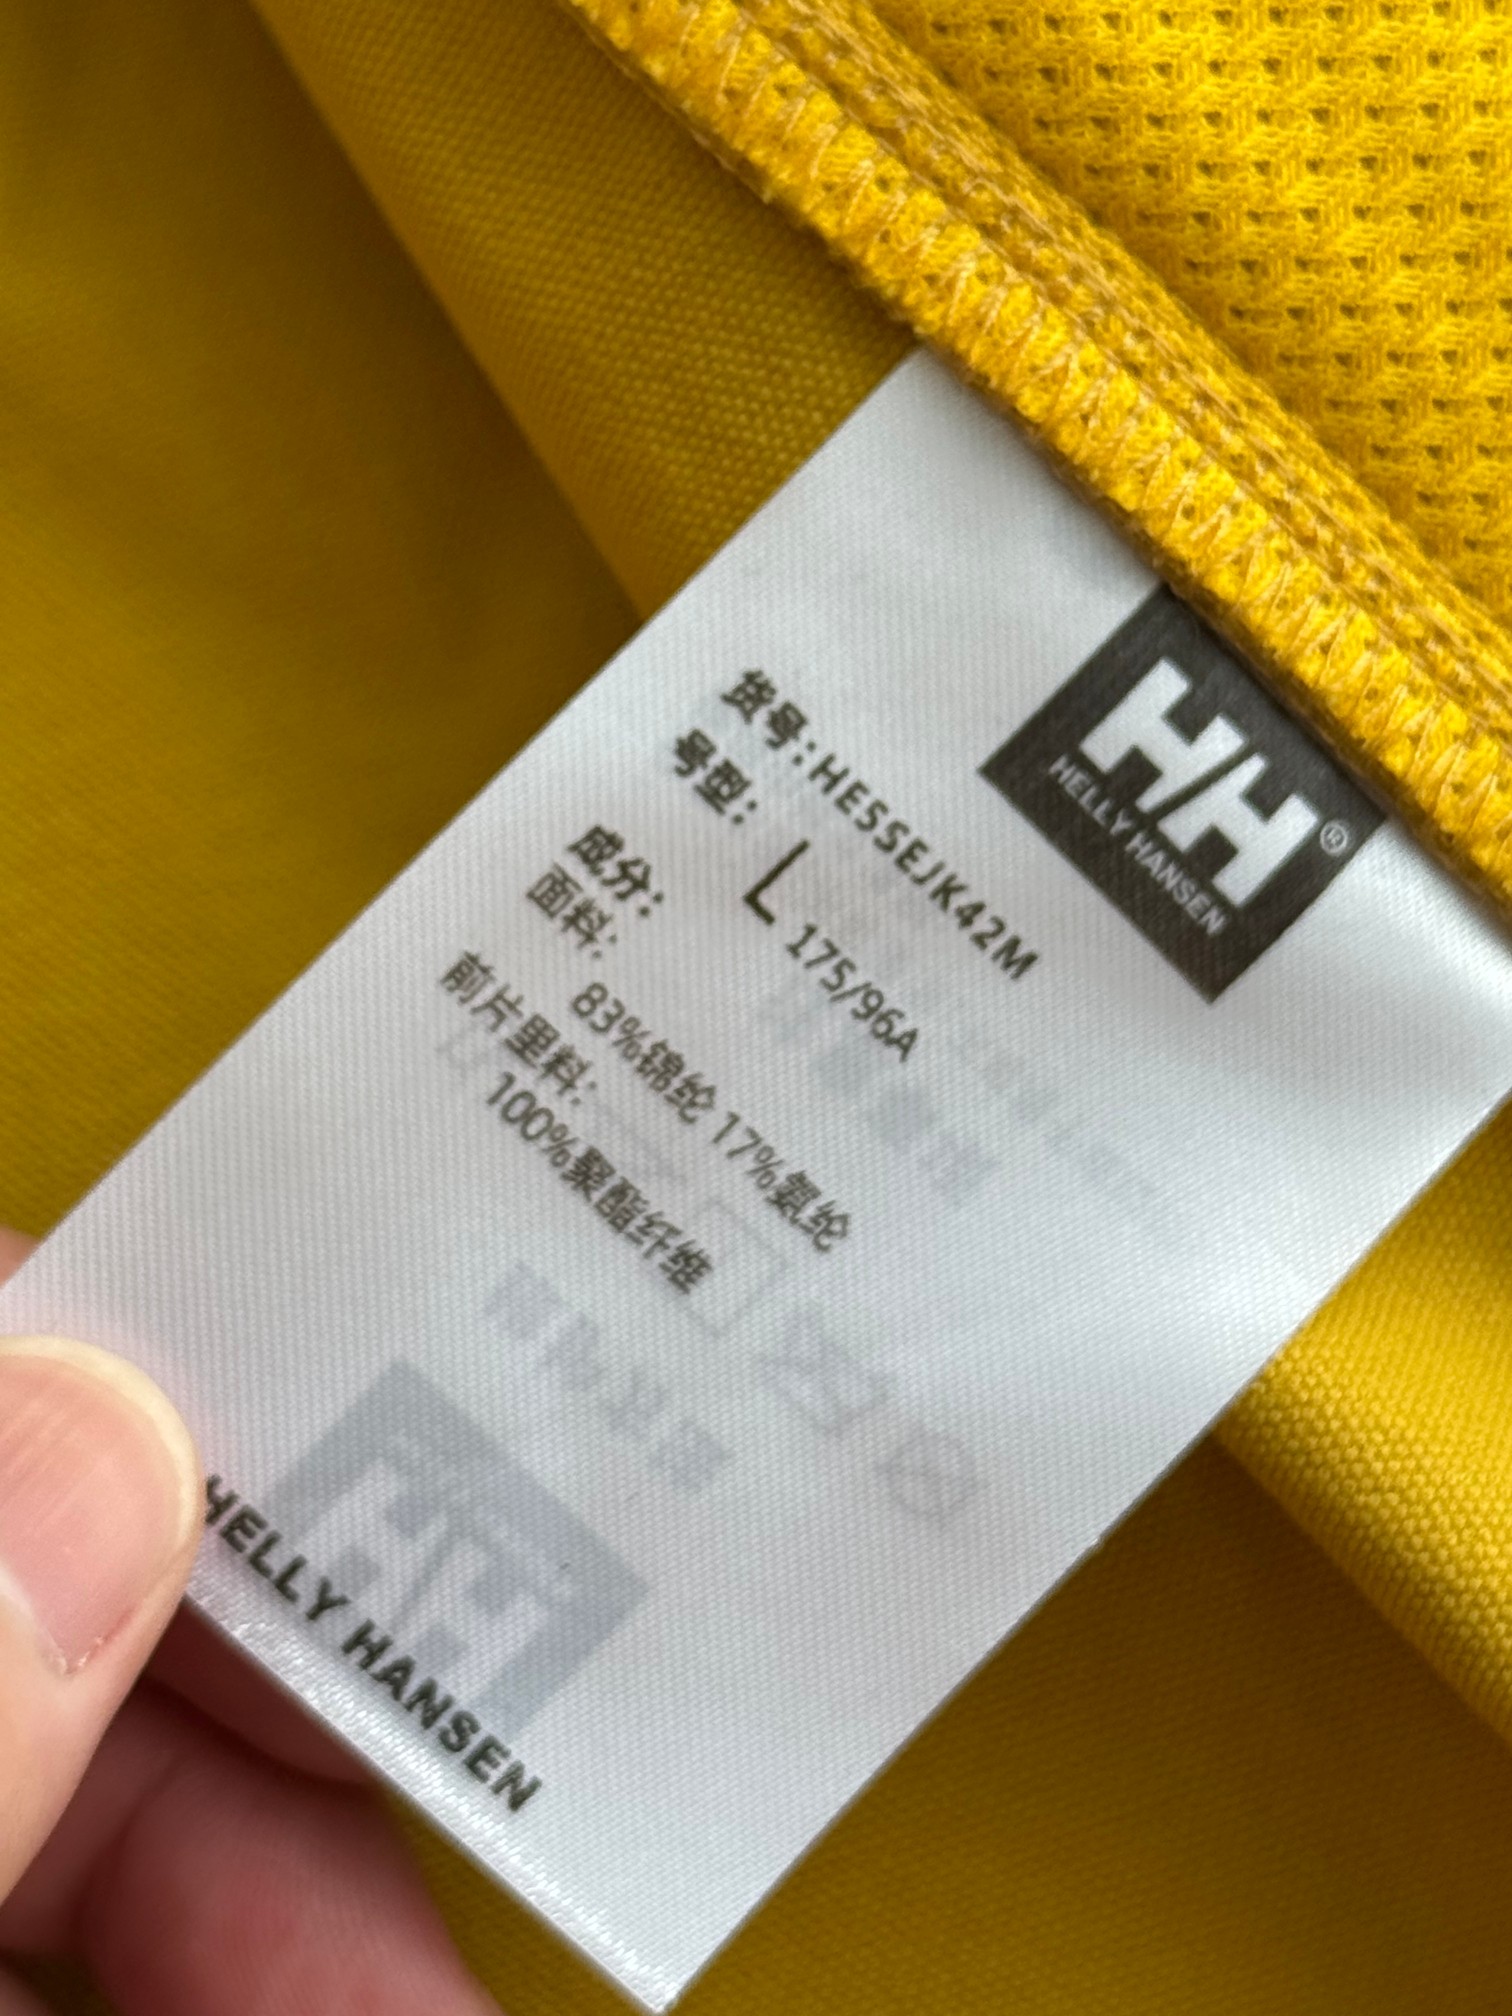 HH®
HELLY HANSEN
货号:HESSEJK42M
号型: L 175/96A
成分:
面料:
83%锦纶 17%氨纶
前片里料:
100%聚酯纤维
HELLY HANSEN